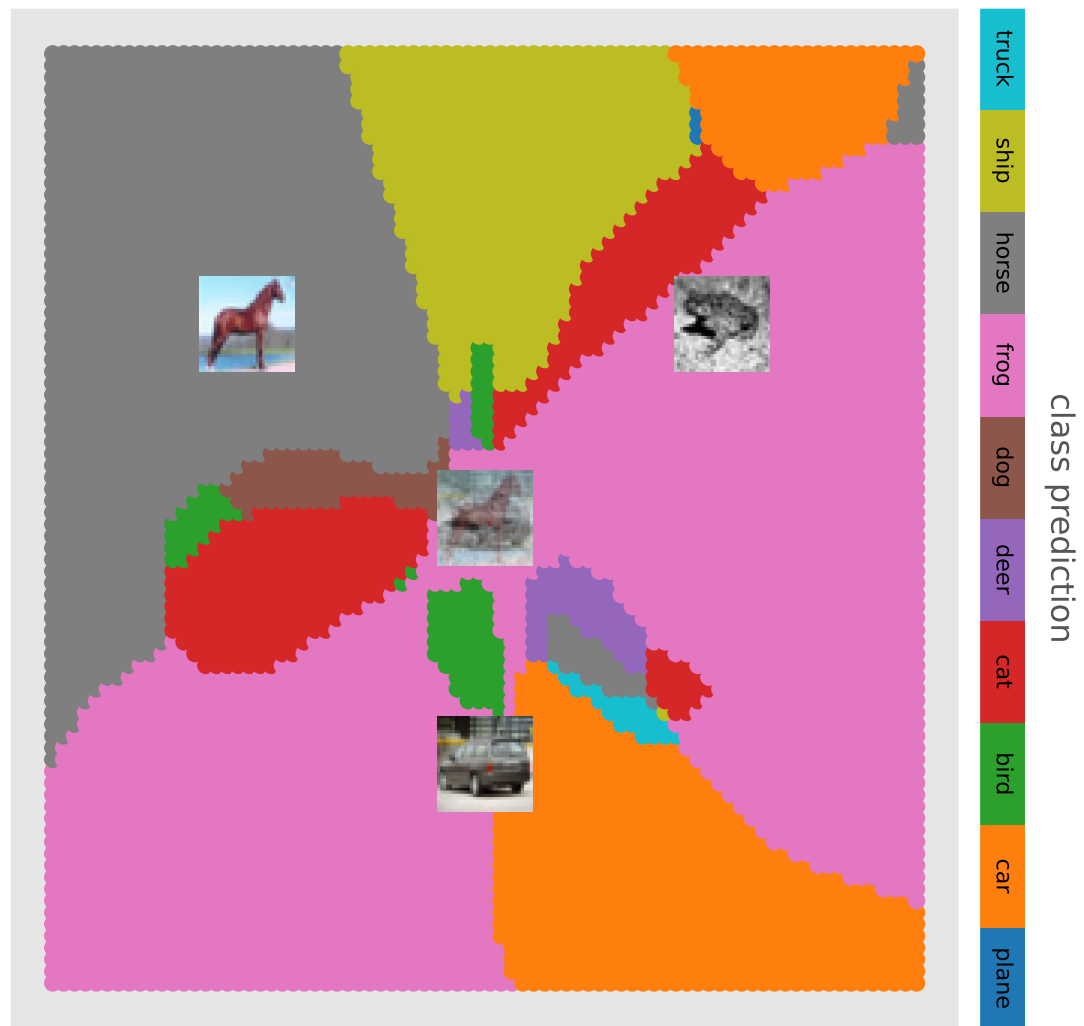 truck
ship
horse
frog
dog
deer
cat
bird
car
plane
class prediction